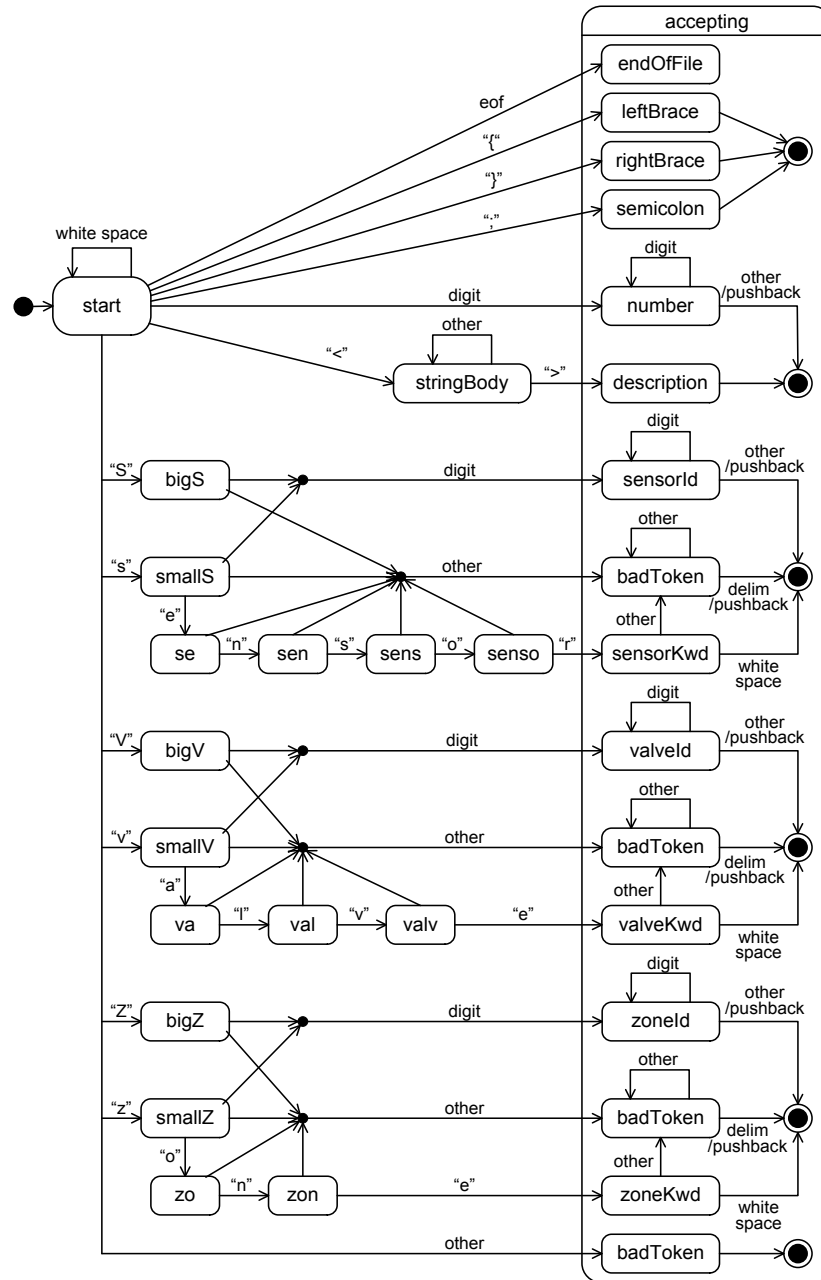 accepting
endOfFile
eof
leftBrace
“{“
rightBrace
“}”
semicolon
“;”
white space
start
digit
digit
number
other
/pushback
“<”
other
stringBody
“>”
description
digit
“S”
bigS
digit
sensorId
other
/pushback
other
“s”
smallS
other
badToken
delim
/pushback
“e”
other
se
“n”
sen
“s”
sens
“o”
senso
“r”
sensorKwd
white
space
digit
“V”
bigV
digit
valveId
other
/pushback
other
“v”
smallV
other
badToken
delim
/pushback
“a”
other
va
“l”
val
“v”
valv
“e”
valveKwd
white
space
digit
“Z”
bigZ
digit
zoneId
other
/pushback
other
“z”
smallZ
other
badToken
delim
/pushback
“o”
other
zo
“n”
zon
“e”
zoneKwd
white
space
other
badToken